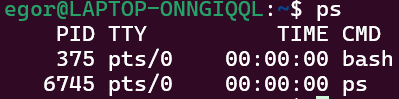 egor@LAPTOP-ONNGIQQL:~$ ps
PID TTY TIME CMD
375 pts/0 00:00:00 bash
6745 pts/0 00:00:00 ps